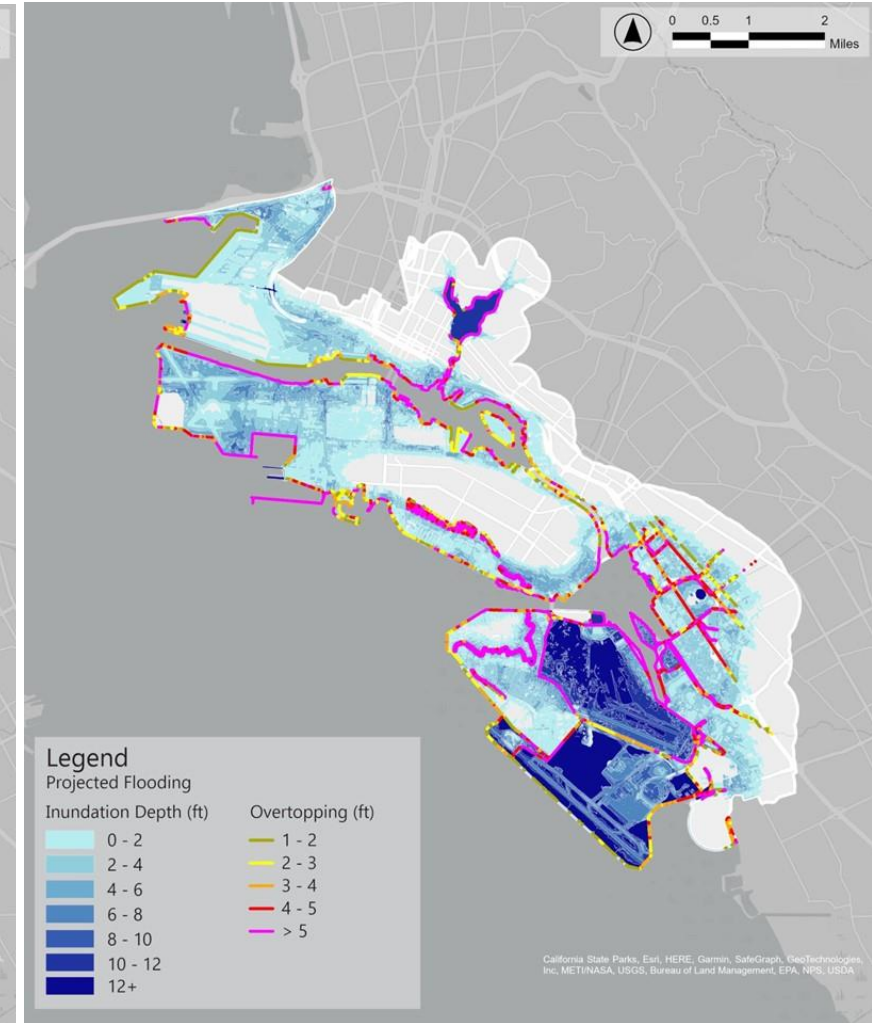 0 0.5 1 2
Miles
Legend
Projected Flooding
Inundation Depth (ft)
0 - 2
2 - 4
4 - 6
6 - 8
8 - 10
10 - 12
12+
Overtopping (ft)
1 - 2
2 - 3
3 - 4
4 - 5
> 5
California State Parks, Esri, HERE, Garmin, SafeGraph, GeoTechnologies,
Inc, METI/NASA, USGS, Bureau of Land Management, EPA, NPS, USDA